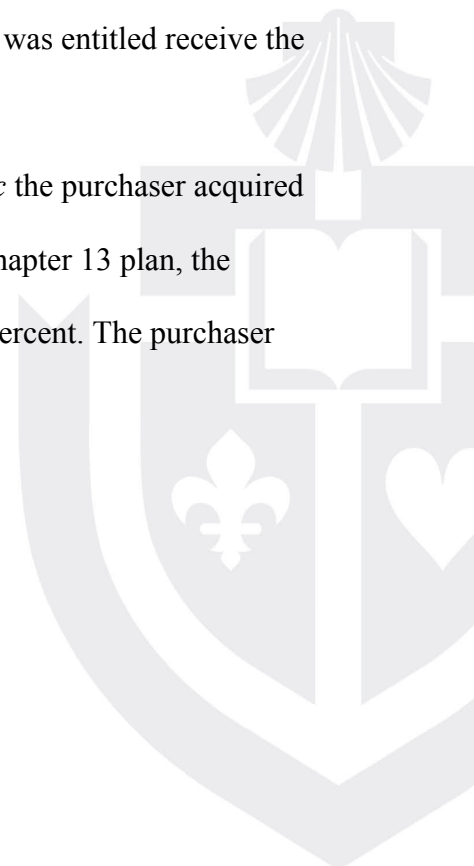 was entitled receive the
c the purchaser acquired
hapter 13 plan, the
ercent. The purchaser